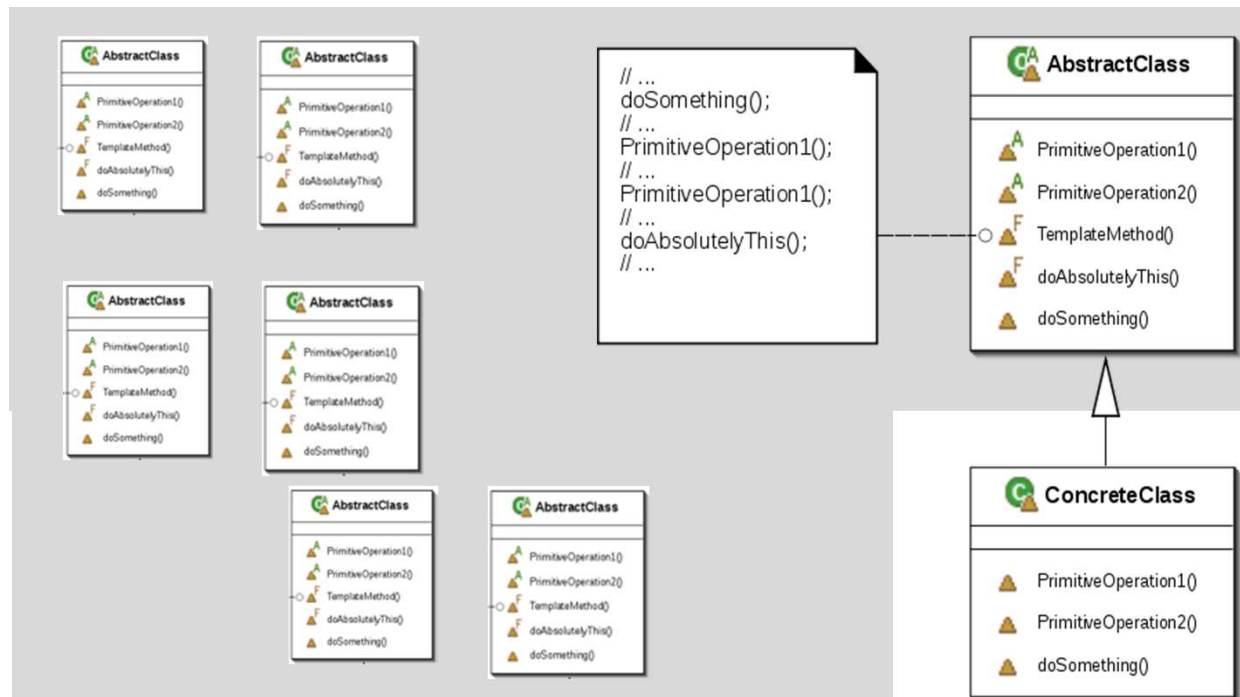 AbstractClass
PrimitiveOperation1()
PrimitiveOperation2()
TemplateMethod()
doAbsolutelyThis()
doSomething()
AbstractClass
PrimitiveOperation1()
PrimitiveOperation2()
TemplateMethod()
doAbsolutelyThis()
doSomething()
// ...
doSomething();
// ...
PrimitiveOperation1();
// ...
PrimitiveOperation1();
// ...
doAbsolutelyThis();
// ...
AbstractClass
PrimitiveOperation1()
PrimitiveOperation2()
TemplateMethod()
doAbsolutelyThis()
doSomething()
AbstractClass
PrimitiveOperation1()
PrimitiveOperation2()
TemplateMethod()
doAbsolutelyThis()
doSomething()
AbstractClass
PrimitiveOperation1()
PrimitiveOperation2()
TemplateMethod()
doAbsolutelyThis()
doSomething()
AbstractClass
PrimitiveOperation1()
PrimitiveOperation2()
TemplateMethod()
doAbsolutelyThis()
doSomething()
AbstractClass
PrimitiveOperation1()
PrimitiveOperation2()
TemplateMethod()
doAbsolutelyThis()
doSomething()
ConcreteClass
PrimitiveOperation1()
PrimitiveOperation2()
doSomething()